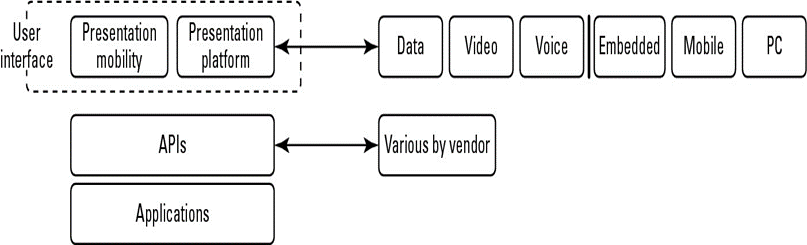 User
interface
Presentation
mobility
Presentation
platform
Data
Video
Voice
Embedded
Mobile
PC
APIs
Various by vendor
Applications